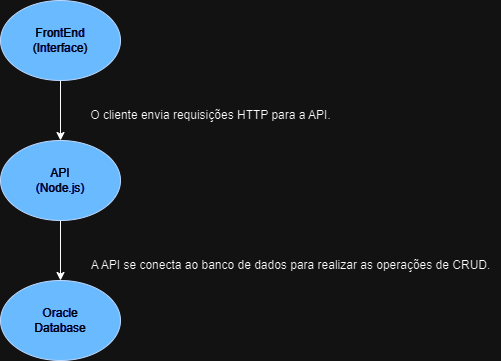 FrontEnd
(Interface)
O cliente envia requisições HTTP para a API.
API
(Node.js)
A API se conecta ao banco de dados para realizar as operações de CRUD.
Oracle
Database